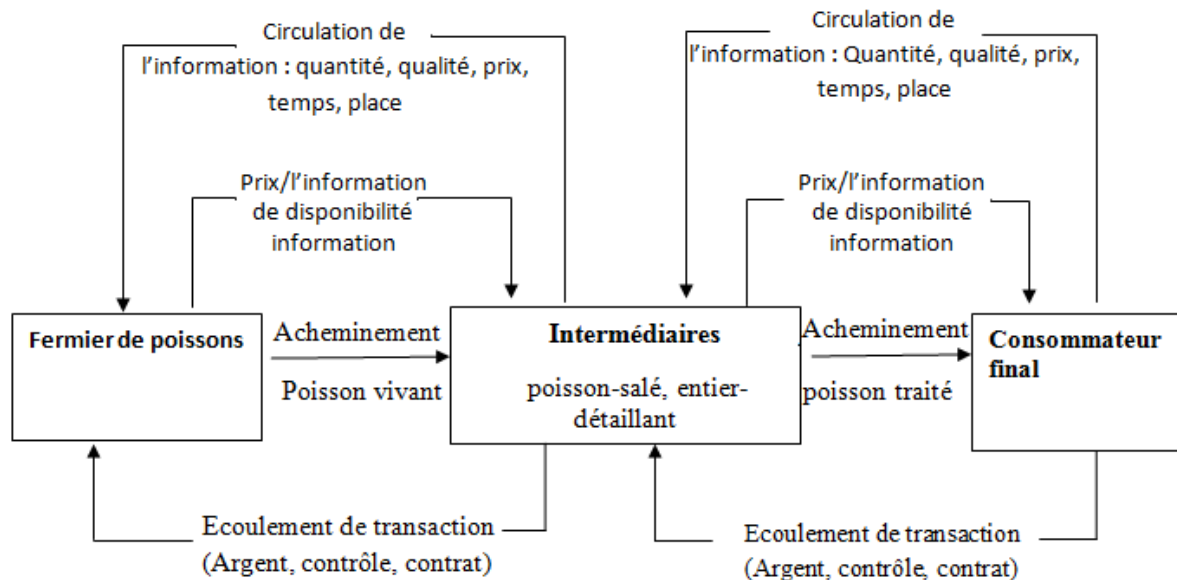 Circulation de
l'information : quantité, qualité, prix,
temps, place
Circulation de
l'information : Quantité, qualité, prix,
temps, place
Prix/l'information
de disponibilité
information
Prix/l'information
de disponibilité
information
Fermier de poissons
Acheminement
Poisson vivant
Intermédiaires
poisson-salé, entier-
détaillant
Acheminement
poisson traité
Consommateur
final
Ecoulement de transaction
(Argent, contrôle, contrat)
Ecoulement de transaction
(Argent, contrôle, contrat)